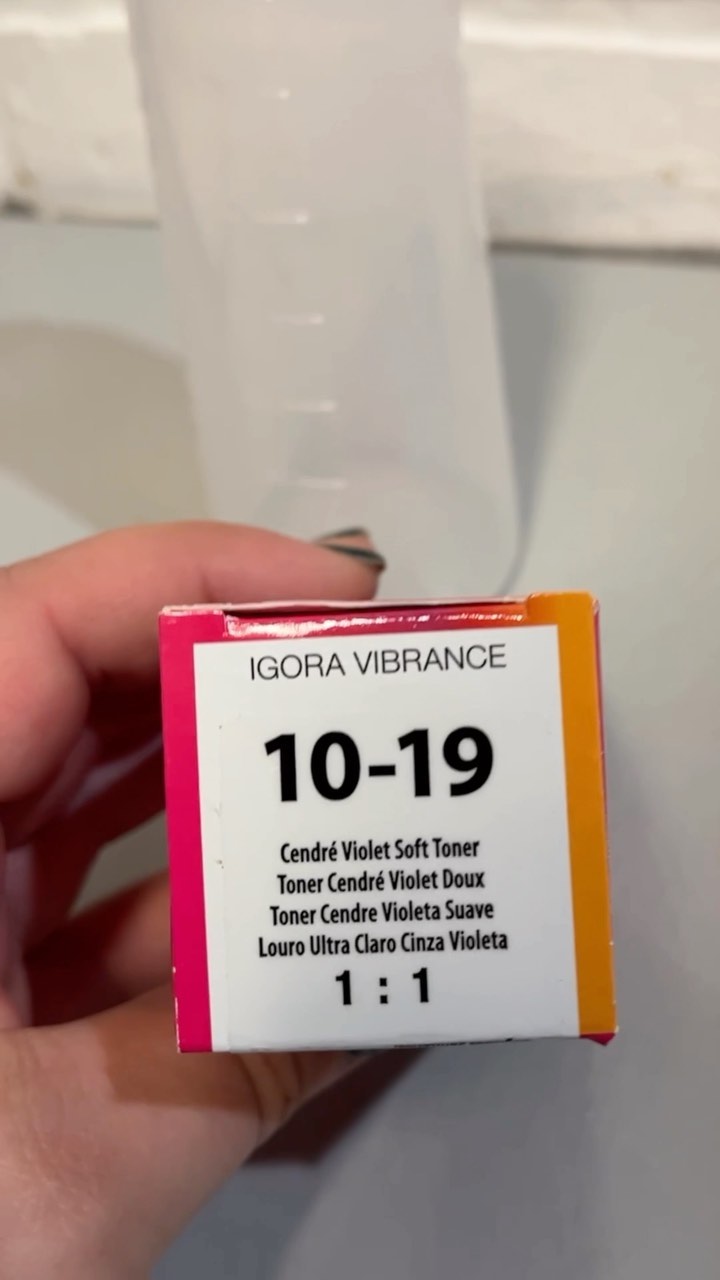 IGORA VIBRANCE
10-19
Cendré Violet Soft Toner
Toner Cendré Violet Doux
Toner Cendre Violeta Suave
Louro Ultra Claro Cinza Violeta
1 : 1